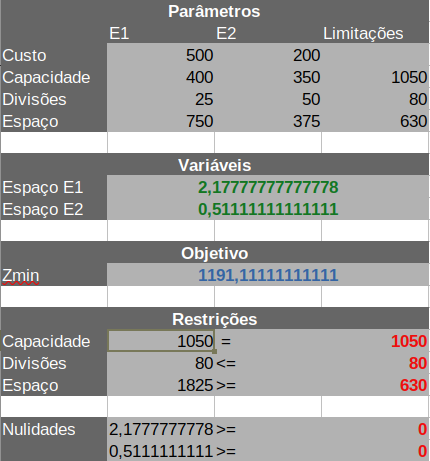 Parâmetros
E1 E2 Limitações
Custo 500 200
Capacidade 400 350 1050
Divisões 25 50 80
Espaço 750 375 630
Variáveis
Espaço E1 2,17777777777778
Espaço E2 0,51111111111111
Objetivo
Zmin 1191,11111111111
Restrições
Capacidade 1050 = 1050
Divisões 80 <= 80
Espaço 1825 >= 630
Nulidades 2,1777777778 >= 0
0,5111111111 >= 0